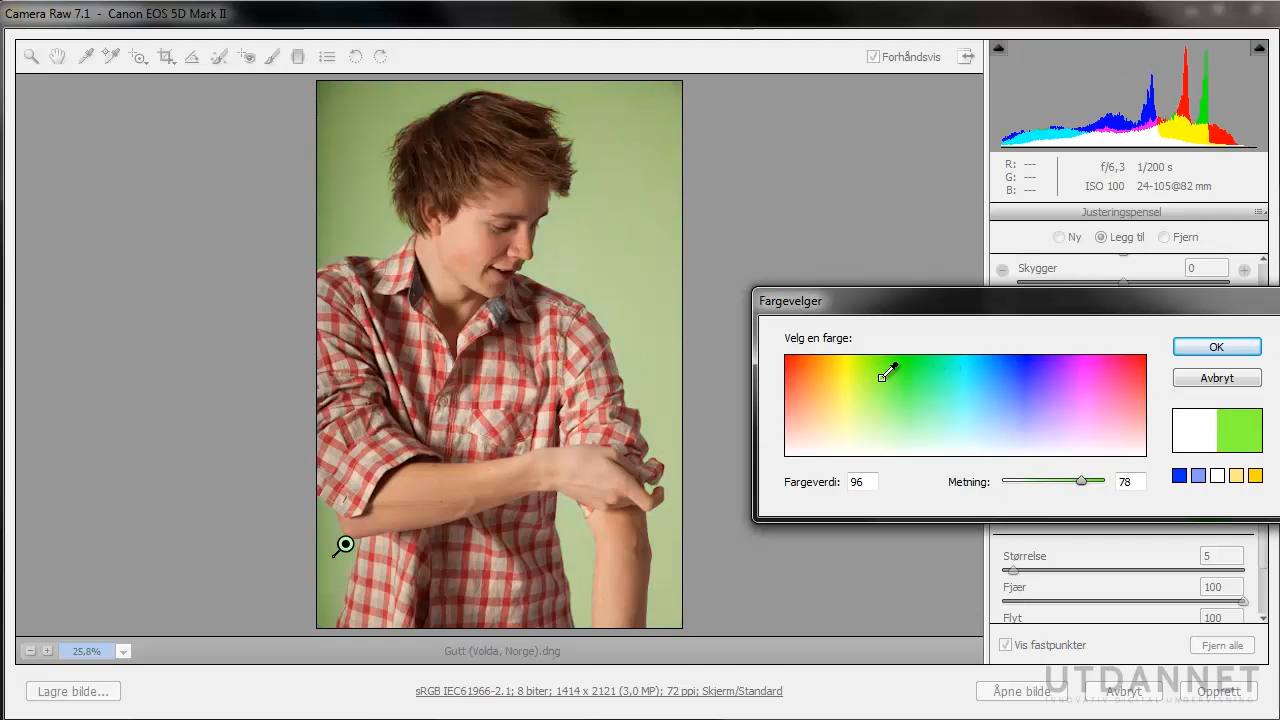 Camera Raw 7.1 - Canon EOS 5D Mark II
Forhåndsvis
R: ---
G: ---
B: ---
f/6,3 1/200 s
ISO 100 24-105@82 mm
Justeringspensel
Ny Legg til Fjern
Skygger 0
Fargevelger
Velg en farge:
OK
Avbryt
Fargeverdi: 96 Metning: 78
Størrelse 5
Fjær 100
Flyt 100
Vis fastpunkter Fjern alle
25,8% Gutt (Volda, Norge).dng
UTDANNET
INNOVATIV DIGITAL UNDERVISNING
Lagre bilde... sRGB IEC61966-2.1; 8 biter; 1414 x 2121 (3,0 MP); 72 ppi; Skjerm/Standard Åpne bilde Avbryt Opprett